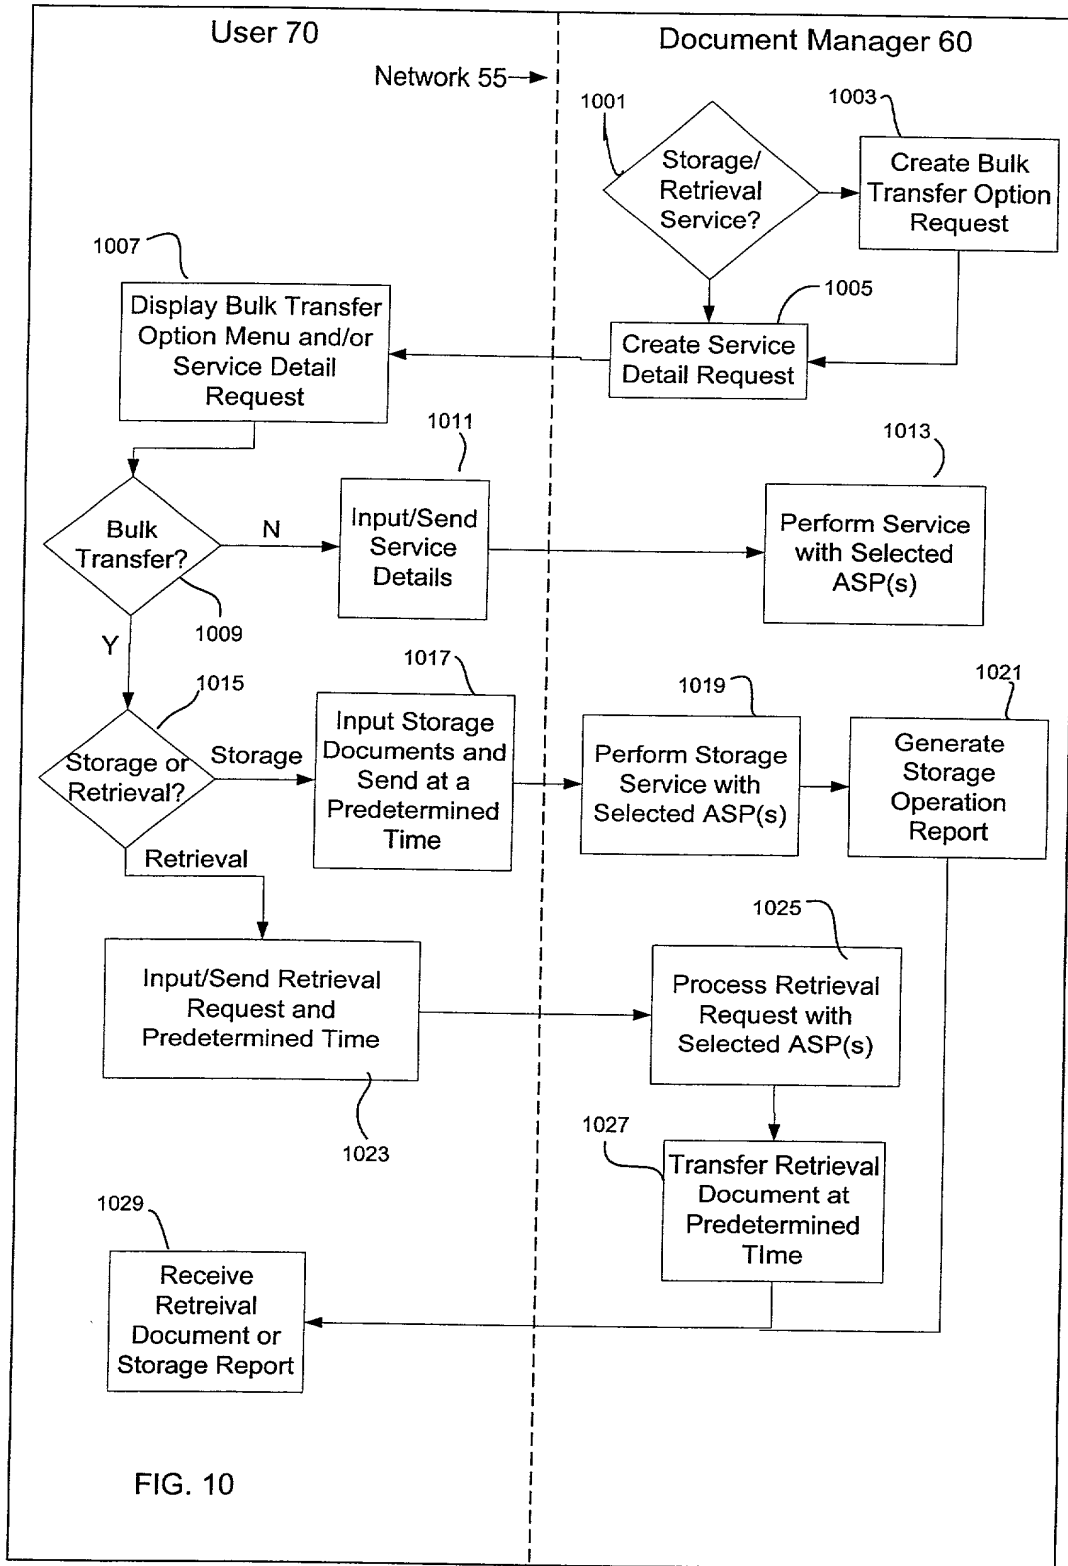 User 70
Document Manager 60
Network 55
1001
1003
Storage/
Retrieval
Service?
Create Bulk
Transfer Option
Request
1007
1005
Display Bulk Transfer
Option Menu and/or
Service Detail
Request
Create Service
Detail Request
1011
1013
Bulk
Transfer?
N
Input/Send
Service
Details
Perform Service
with Selected
ASP(s)
1009
Y
1015
1017
1019
1021
Storage or
Retrieval?
Storage
Input Storage
Documents and
Send at a
Predetermined
Time
Perform Storage
Service with
Selected ASP(s)
Generate
Storage
Operation
Report
Retrieval
1025
Input/Send Retrieval
Request and
Predetermined Time
Process Retrieval
Request with
Selected ASP(s)
1023
1027
Transfer Retrieval
Document at
Predetermined
TIme
1029
Receive
Retreival
Document or
Storage Report
FIG. 10